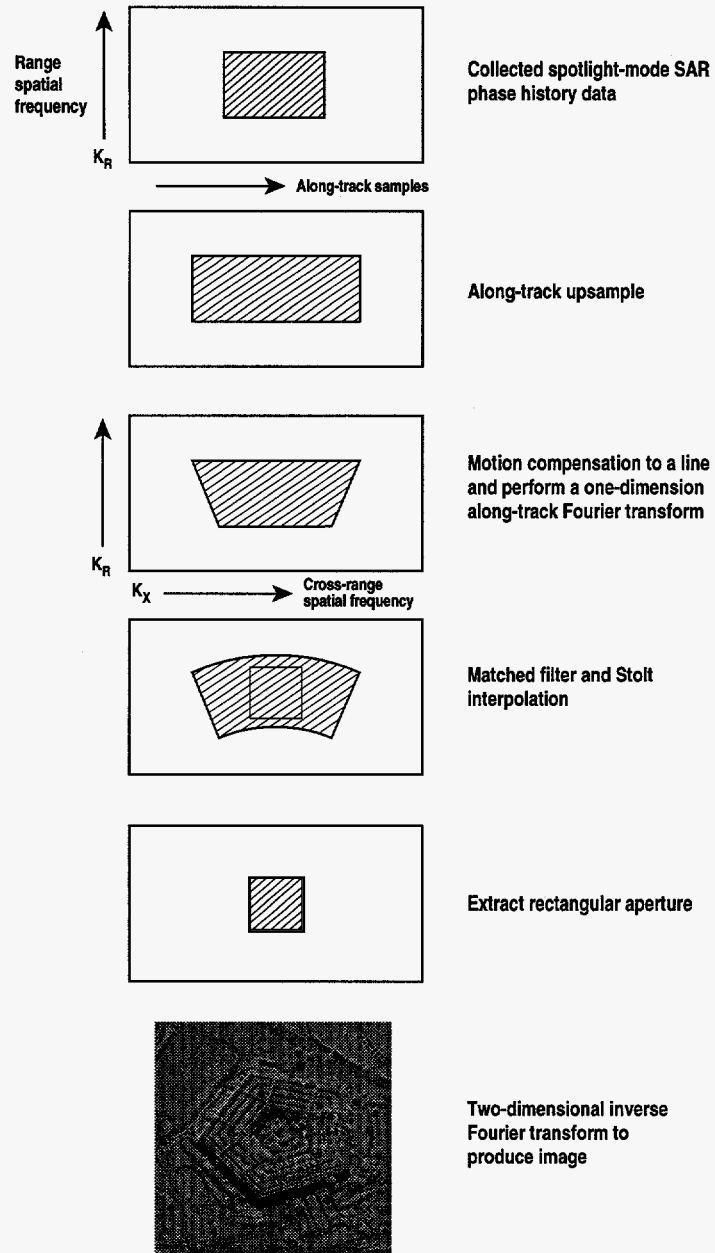 Range
spatial
frequency
K_R
Collected spotlight-mode SAR
phase history data
Along-track samples
Along-track upsample
Motion compensation to a line
and perform a one-dimension
along-track Fourier transform
K_R
K_X
Cross-range
spatial frequency
Matched filter and Stolt
interpolation
Extract rectangular aperture
Two-dimensional inverse
Fourier transform to
produce image